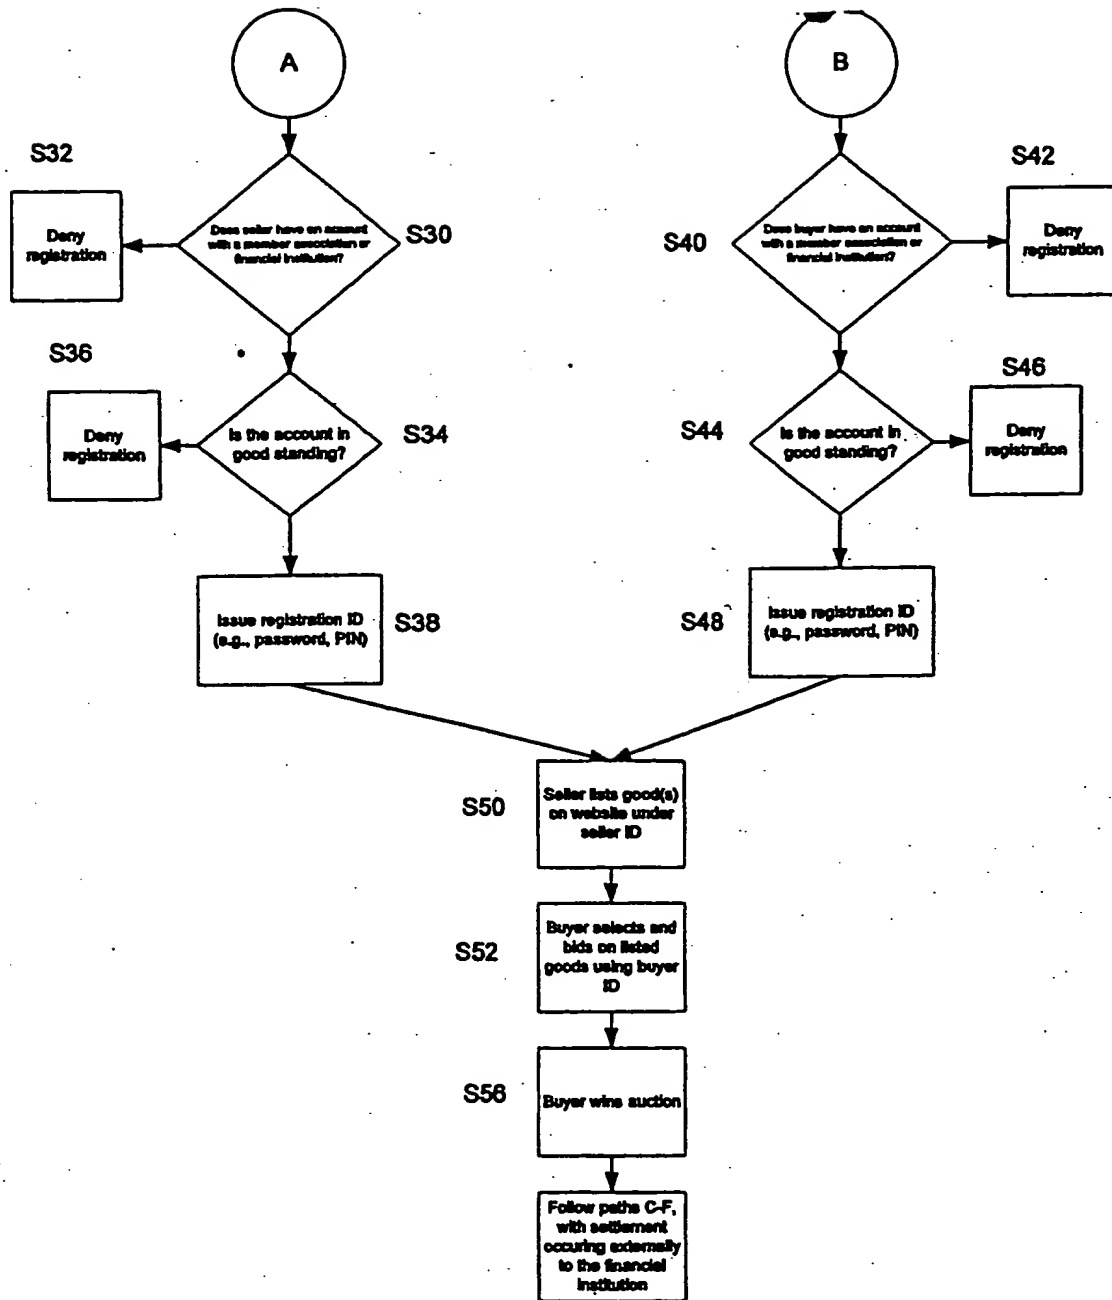 A
B
S32
S42
Deny
registration
Does seller have an account
with a member association or
financial institution?
S30
S40
Does buyer have an account
with a member association or
financial institution?
Deny
registration
S36
S46
Deny
registration
Is the account in
good standing?
S34
S44
Is the account in
good standing?
Deny
registration
Issue registration ID
(e.g., password, PIN)
S38
S48
Issue registration ID
(e.g., password, PIN)
S50
Seller lists good(s)
on website under
seller ID
S52
Buyer selects and
bids on listed
goods using buyer
ID
S56
Buyer wins auction
Follow paths C-F,
with settlement
occuring externally
to the financial
institution